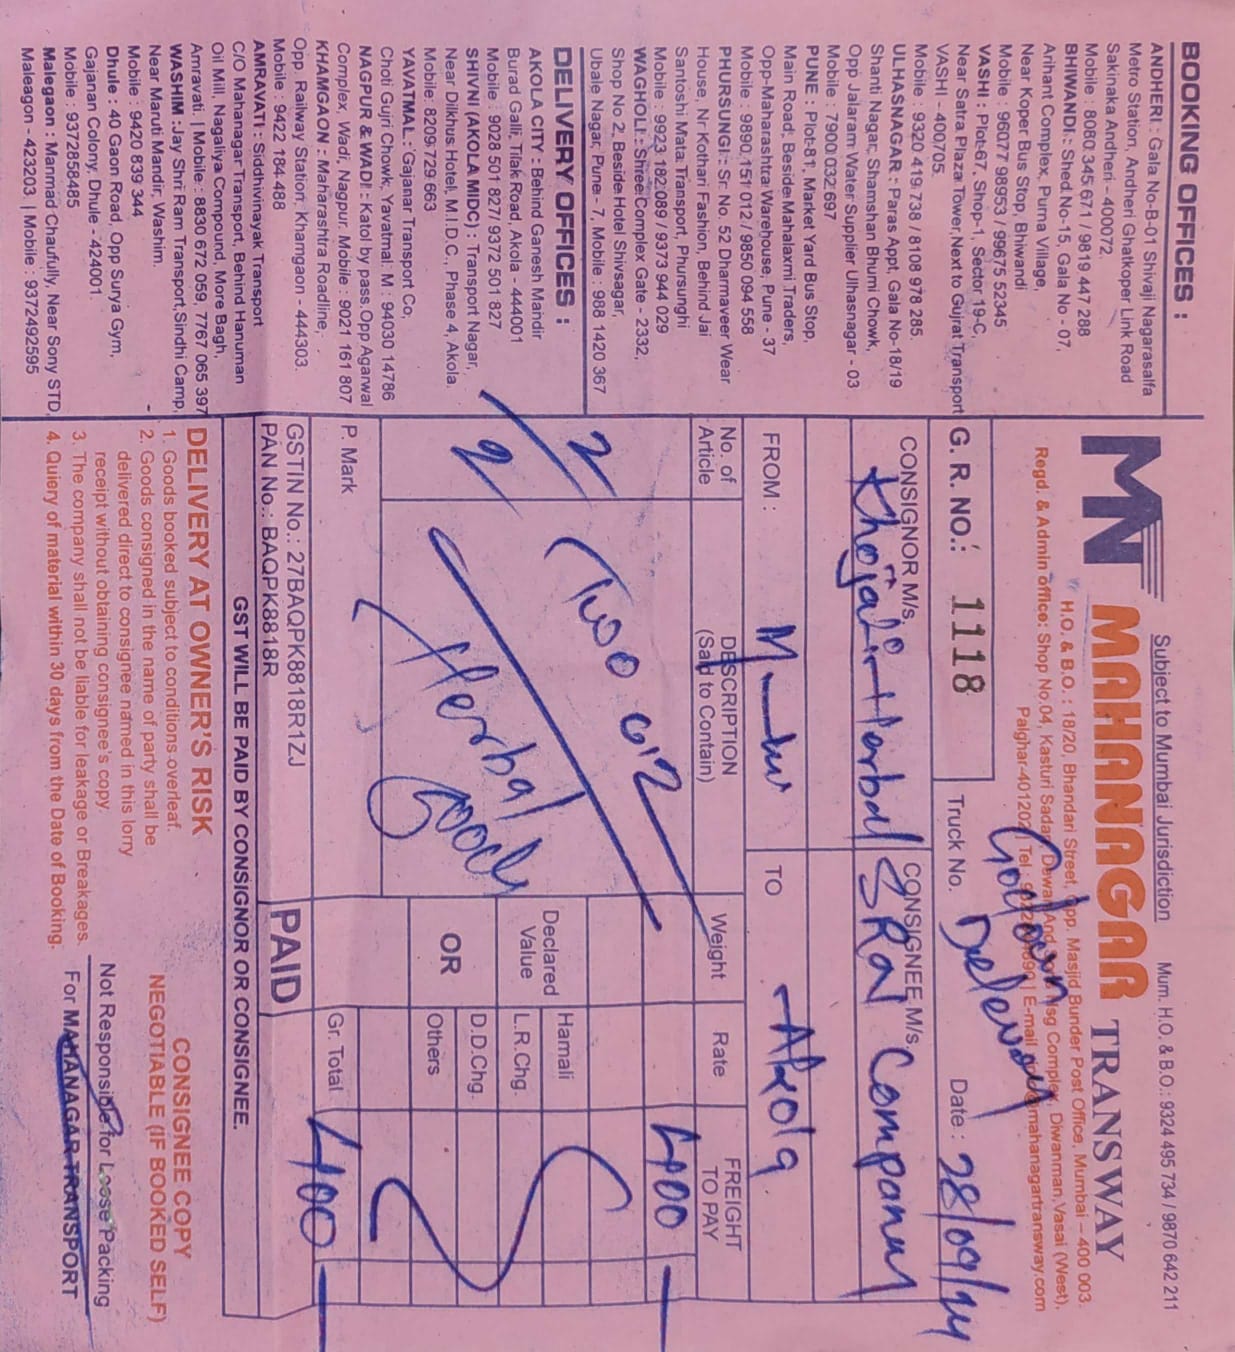 BOOKING OFFICES :
ANDHERI : Gala No-B-01 Shivaji Nagarasalfa
Metro Station, Andheri Ghatkoper Link Road
Sakinaka Andheri - 400072.
Mobile : 8080 345 671 / 9819 447 288
BHIWANDI : Shed.No-15, Gala No - 07,
Arihant Complex, Purna Village,
Near Koper Bus Stop, Bhiwandi
Mobile : 96077 98953 / 99675 52345
VASHI : Plot-67, Shop-1, Sector 19-C,
Near Satra Plaza Tower, Next to Gujrat Transport
VASHI - 400705.
Mobile : 9320 419 738 / 8108 978 285.
ULHASNAGAR : Paras Appt, Gala No-18/19
Shanti Nagar, Shamshan Bhumi Chowk,
Opp Jalaram Water Supplier Ulhasnagar - 03
Mobile : 7900 032 697
PUNE : Plot-81, Market Yard Bus Stop,
Main Road. Beside Mahalaxmi Traders,
Opp-Maharashtra Warehouse, Pune - 37
Mobile : 9890 151 012 / 9850 094 558
PHURSUNGI : Sr. No. 52 Dharmaveer Wear
House, Nr Kothari Fashion, Behind Jai
Santoshi Mata Transport, Phursunghi
Mobile : 9923 182 089 / 9373 944 029
WAGHOLI : Shree Complex Gate - 2332,
Shop No 2, Beside Hotel Shivsagar,
Ubale Nagar, Pune - 7, Mobile : 988 1420 367
DELIVERY OFFICES :
AKOLA CITY : Behind Ganesh Mandir
Burad Galli, Tilak Road, Akola - 444001
Mobile : 9028 501 827/ 9372 501 827
SHIVNI (AKOLA MIDC) : Transport Nagar,
Near Dilkhus Hotel, M.I.D.C., Phase 4, Akola.
Mobile: 8209 729 663
YAVATMAL : Gajanar Transport Co,
Choti Gujri Chowk, Yavatmal: M : 94030 14786
NAGPUR & WADI : Katol by pass.Opp Agarwal
Complex, Wadi, Nagpur. Mobile : 9021 161 807
KHAMGAON : Maharashtra Roadline,
Opp. Railway Station, Khamgaon - 444303.
Mobile : 9422 184 488
AMRAVATI : Siddhivinayak Transport
C/O Mahanagar Transport, Behind Hanuman
Oil Mill, Nagaliya Compound, More Bagh,
Amravati. | Mobile : 8830 672 059, 7767 065 397
WASHIM : Jay Shri Ram Transport, Sindhi Camp,
Near Maruti Mandir, Washim.
Mobile : 9420 839 344
Dhule : 40 Gaon Road, Opp Surya Gym,
Gajanan Colony, Dhule - 424001
Mobile : 9372858485
Malegaon : Manmad Chaufully, Near Sony STD,
Maleagon - 423203. | Mobile : 9372492595
Subject to Mumbai Jurisdiction Mum. H.O. & B.O.: 9324 495 734 / 9870 642 211
MN MAHANAGAR TRANSWAY
H.O. & B.O. : 18/20, Bhandari Street, Opp. Masjid Bunder Post Office, Mumbai - 400 003.
Regd. & Admin office: Shop No.04, Kasturi Sadan, Dewan And Sons Msg Complex, Diwanman, Vasai (West),
Palghar-401202 | Tel. | E-mail mahanagartransway.com
Godown
Delevery
G. R. NO.: 1118 Truck No. Date : 28/09/24
CONSIGNOR M/s. CONSIGNEE M/s.
Khojati Herbal SRN Company
FROM : TO Akola
No. of Article DESCRIPTION (Said to Contain) Weight Rate FREIGHT TO PAY
2 Two 400
2 Herbal Goods
Hamali
Declared Value L.R.Chg.
D.D.Chg.
OR Others
P. Mark Gr. Total 400
GSTIN No.: 27BAQPK8818R1ZJ
PAN No.: BAQPK8818R PAID
GST WILL BE PAID BY CONSIGNOR OR CONSIGNEE.
DELIVERY AT OWNER'S RISK
1. Goods booked subject to conditions overleaf.
2. Goods consigned in the name of party shall be
delivered direct to consignee named in this lorry
receipt without obtaining consignee's copy.
3. The company shall not be liable for leakage or Breakages.
4. Quiery of material within 30 days from the Date of Booking.
CONSIGNEE COPY
NEGOTIABLE (IF BOOKED SELF)
Not Responsible for Loose Packing
For MAHANAGAR TRANSPORT